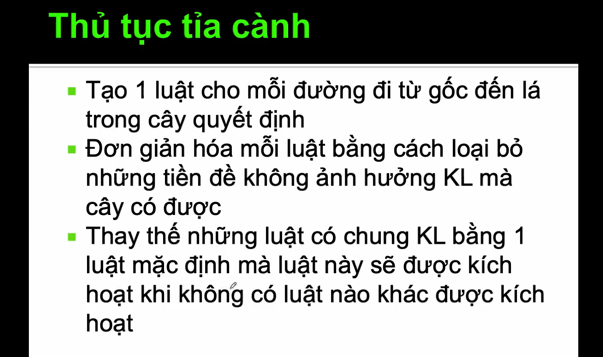 Thủ tục tỉa cành
Tạo 1 luật cho mỗi đường đi từ gốc đến lá
trong cây quyết định
Đơn giản hóa mỗi luật bằng cách loại bỏ
những tiền đề không ảnh hưởng KL mà
cây có được
Thay thế những luật có chung KL bằng 1
luật mặc định mà luật này sẽ được kích
hoạt khi không có luật nào khác được kích
hoạt